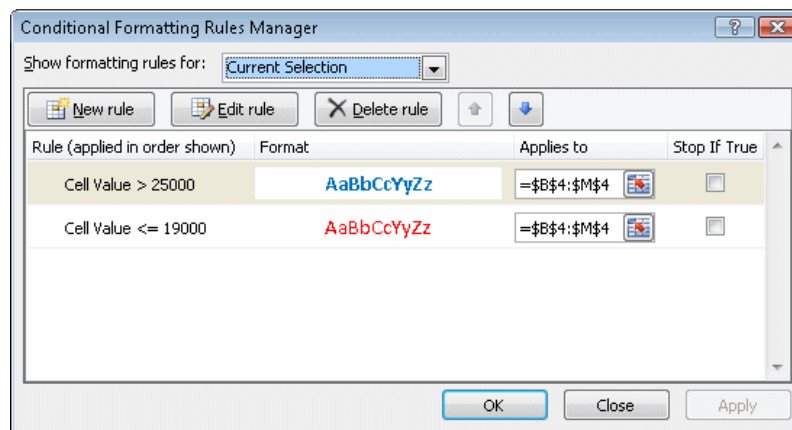 Conditional Formatting Rules Manager
Show formatting rules for: Current Selection
New rule Edit rule Delete rule
Rule (applied in order shown) Format Applies to Stop If True
Cell Value > 25000 AaBbCcYyZz =$B$4:$M$4
Cell Value <= 19000 AaBbCcYyZz =$B$4:$M$4
OK Close Apply